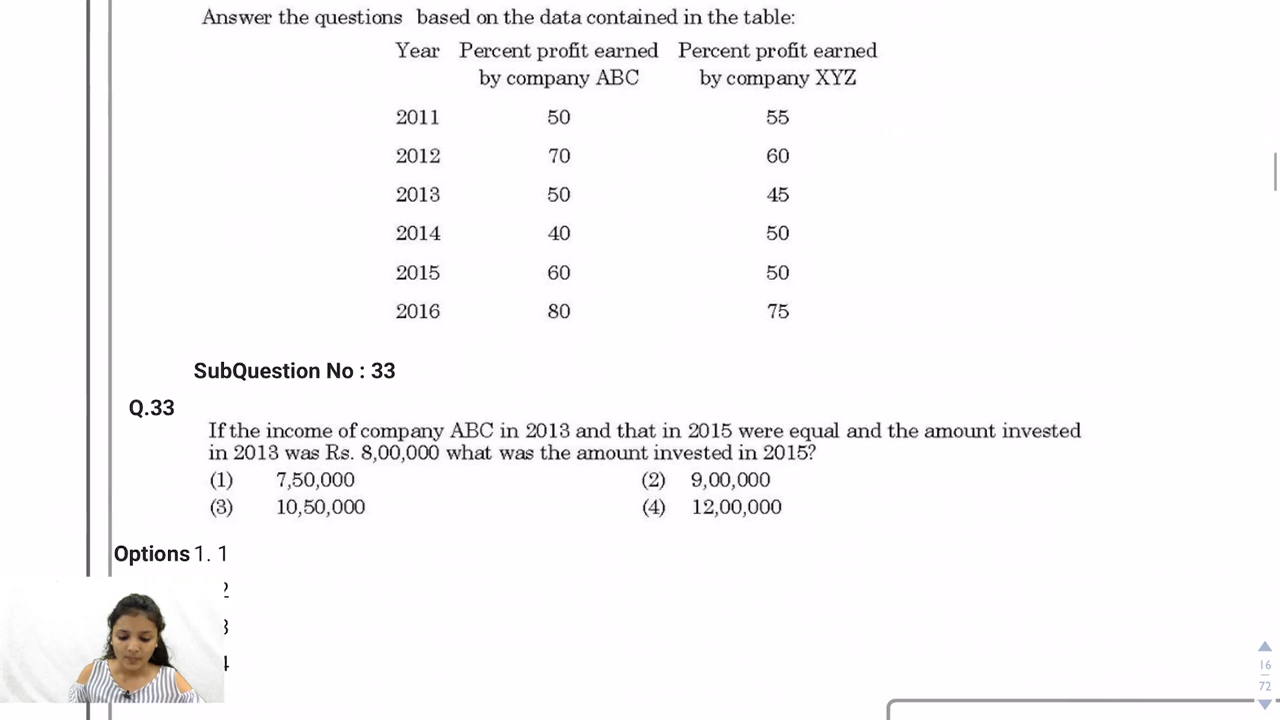 Answer the questions based on the data contained in the table:
Year Percent profit earned by company ABC Percent profit earned by company XYZ
2011 50 55
2012 70 60
2013 50 45
2014 40 50
2015 60 50
2016 80 75
SubQuestion No : 33
Q.33
If the income of company ABC in 2013 and that in 2015 were equal and the amount invested
in 2013 was Rs. 8,00,000 what was the amount invested in 2015?
(1) 7,50,000 (2) 9,00,000
(3) 10,50,000 (4) 12,00,000
Options 1. 1
2
3
4
16
72